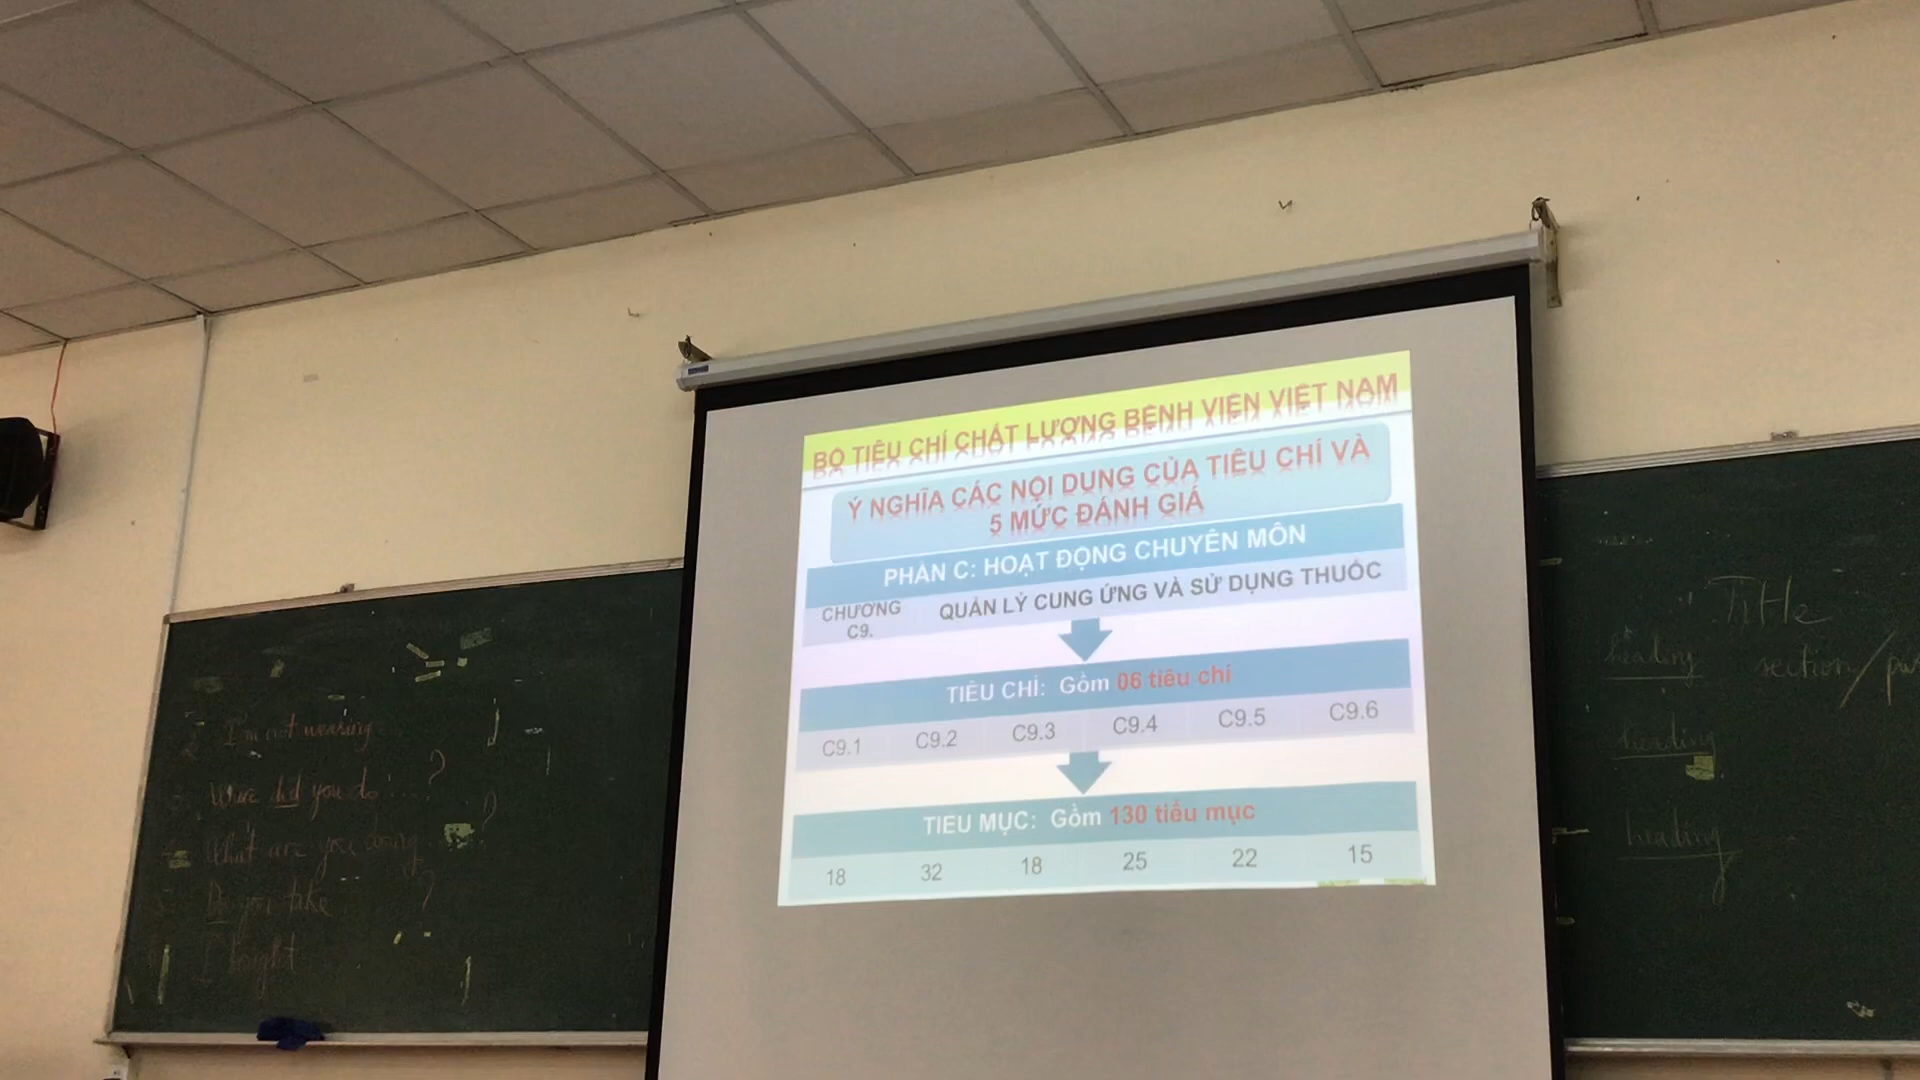 BỘ TIÊU CHÍ CHẤT LƯỢNG BỆNH VIỆN VIỆT NAM
Ý NGHĨA CÁC NỘI DUNG CỦA TIÊU CHÍ VÀ
5 MỨC ĐÁNH GIÁ
PHẦN C: HOẠT ĐỘNG CHUYÊN MÔN
CHƯƠNG C9. QUẢN LÝ CUNG ỨNG VÀ SỬ DỤNG THUỐC
TIÊU CHÍ: Gồm 06 tiêu chí
C9.1 C9.2 C9.3 C9.4 C9.5 C9.6
TIỂU MỤC: Gồm 130 tiểu mục
18 32 18 25 22 15
I'm not wearing
Where did you do ....?
What are you doing ?
Do you take ?
I
Title
heading section/
heading
heading